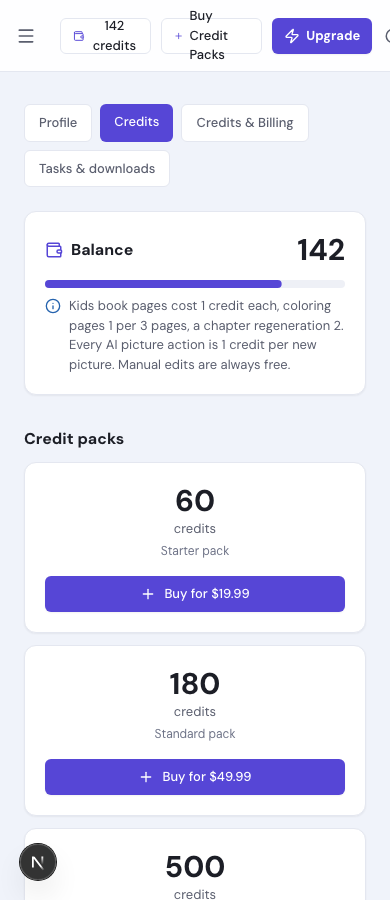 142
credits
Buy
Credit
Packs
Upgrade
Profile
Credits
Credits & Billing
Tasks & downloads
Balance
142
Kids book pages cost 1 credit each, coloring
pages 1 per 3 pages, a chapter regeneration 2.
Every AI picture action is 1 credit per new
picture. Manual edits are always free.
Credit packs
60
credits
Starter pack
Buy for $19.99
180
credits
Standard pack
Buy for $49.99
500
credits
N